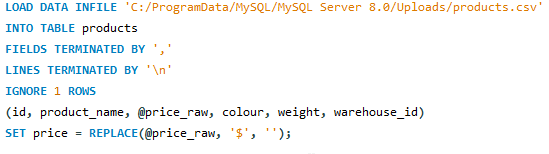 LOAD DATA INFILE 'C:/ProgramData/MySQL/MySQL Server 8.0/Uploads/products.csv'
INTO TABLE products
FIELDS TERMINATED BY ','
LINES TERMINATED BY '\n'
IGNORE 1 ROWS
(id, product_name, @price_raw, colour, weight, warehouse_id)
SET price = REPLACE(@price_raw, '$', '');